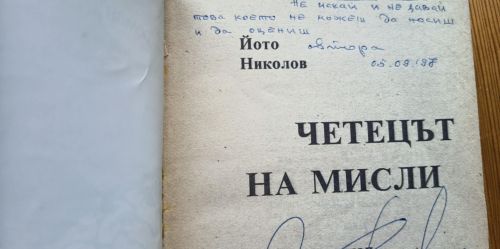 Не искай и не давай
това което не можеш да носиш
и да оцениш
Йото автора
Николов 05.09.198
ЧЕТЕЦЪТ
НА МИСЛИ